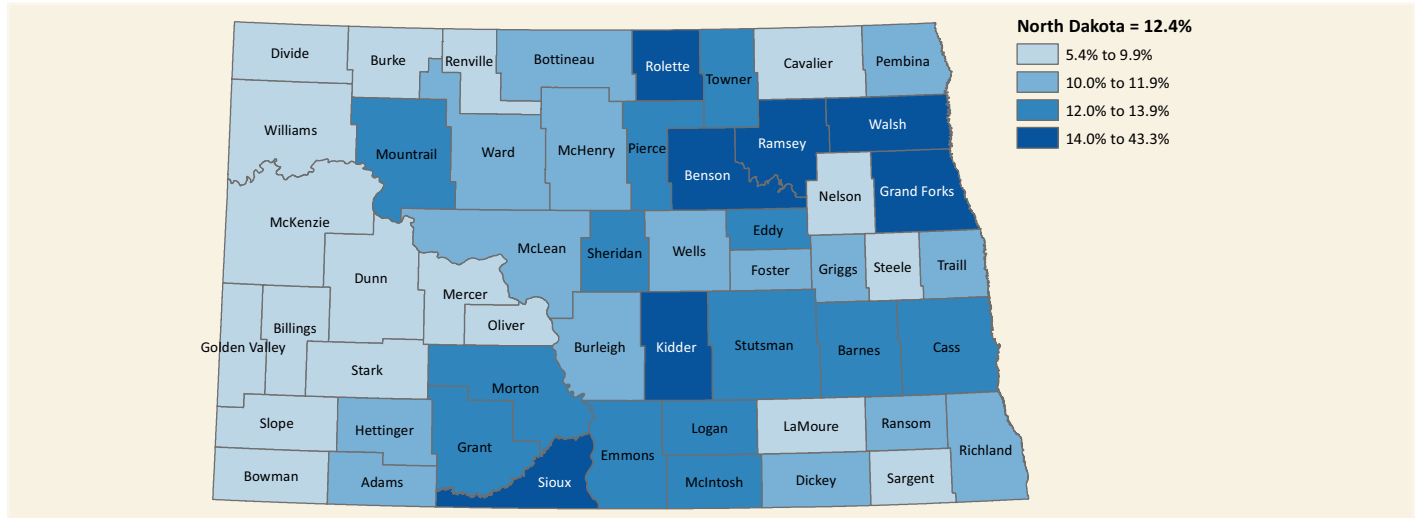 North Dakota = 12.4%
5.4% to 9.9%
10.0% to 11.9%
12.0% to 13.9%
14.0% to 43.3%
Divide
Burke
Renville
Bottineau
Rolette
Towner
Cavalier
Pembina
Williams
Mountrail
Ward
McHenry
Pierce
Benson
Ramsey
Walsh
Nelson
Grand Forks
McKenzie
Dunn
McLean
Sheridan
Wells
Eddy
Foster
Griggs
Steele
Traill
Mercer
Oliver
Billings
Golden Valley
Stark
Burleigh
Kidder
Stutsman
Barnes
Cass
Morton
Slope
Hettinger
Grant
Emmons
Logan
LaMoure
Ransom
Richland
Bowman
Adams
Sioux
McIntosh
Dickey
Sargent